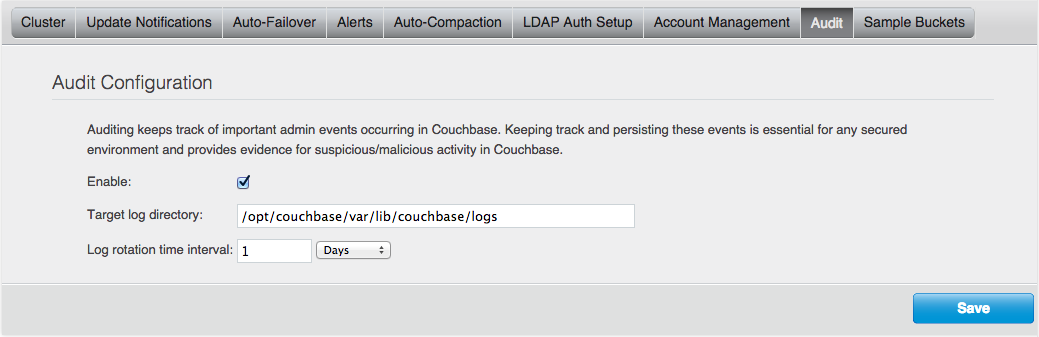 Cluster Update Notifications Auto-Failover Alerts Auto-Compaction LDAP Auth Setup Account Management Audit Sample Buckets
Audit Configuration
Auditing keeps track of important admin events occurring in Couchbase. Keeping track and persisting these events is essential for any secured
environment and provides evidence for suspicious/malicious activity in Couchbase.
Enable:
Target log directory: /opt/couchbase/var/lib/couchbase/logs
Log rotation time interval: 1 Days
Save